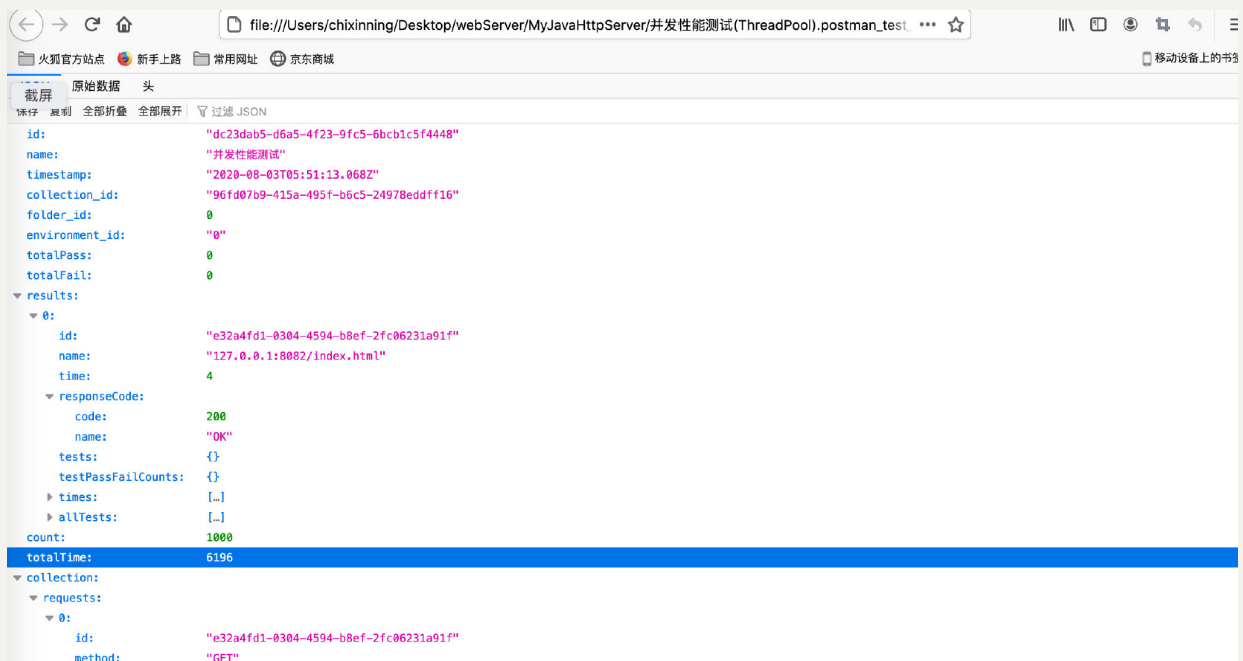 file:///Users/chixinning/Desktop/webServer/MyJavaHttpServer/并发性能测试(ThreadPool).postman_test_
火狐官方站点 新手上路 常用网址 京东商城 移动设备上的书签
原始数据 头
截屏
保存 复制 全部折叠 全部展开 过滤 JSON
id: "dc23dab5-d6a5-4f23-9fc5-6bcb1c5f4448"
name: "并发性能测试"
timestamp: "2020-08-03T05:51:13.068Z"
collection_id: "96fd07b9-415a-495f-b6c5-24978eddff16"
folder_id: 0
environment_id: "0"
totalPass: 0
totalFail: 0
results:
0:
id: "e32a4fd1-0304-4594-b8ef-2fc06231a91f"
name: "127.0.0.1:8082/index.html"
time: 4
responseCode:
code: 200
name: "OK"
tests: {}
testPassFailCounts: {}
times: […]
allTests: […]
count: 1000
totalTime: 6196
collection:
requests:
0:
id: "e32a4fd1-0304-4594-b8ef-2fc06231a91f"
method: "GET"